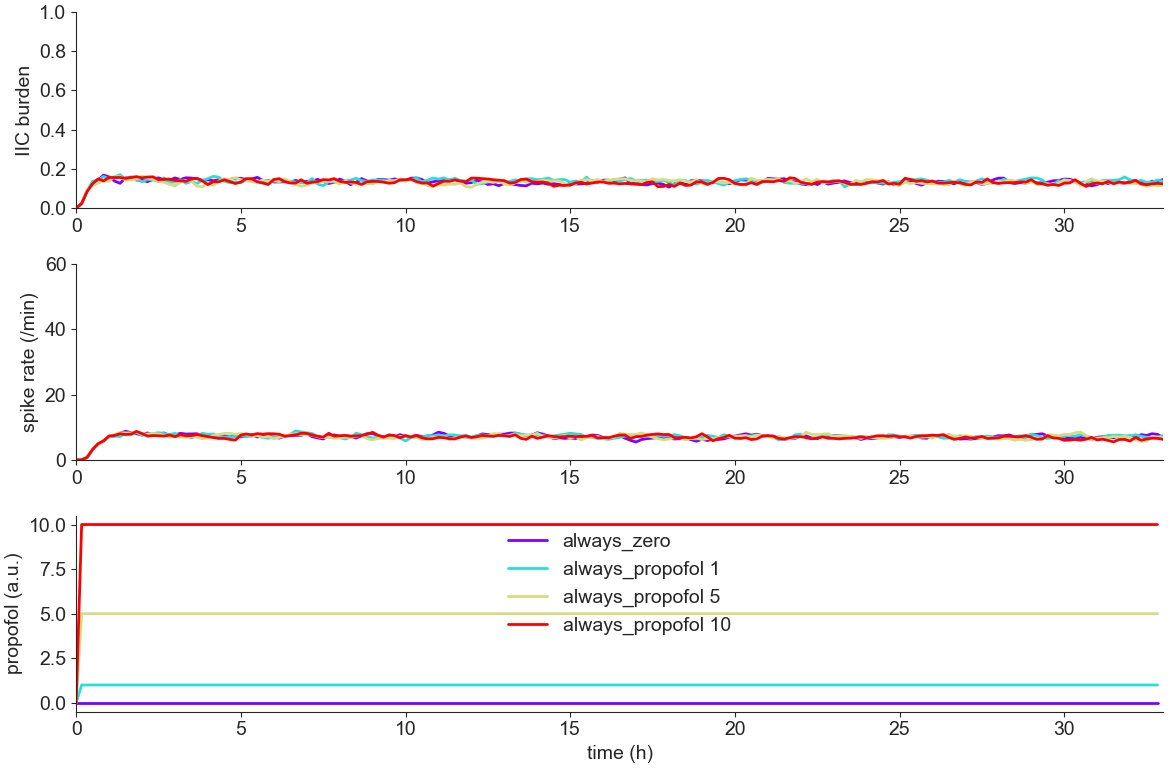 IIC burden
1.0
0.8
0.6
0.4
0.2
0.0
0 5 10 15 20 25 30
spike rate (/min)
60
40
20
0
0 5 10 15 20 25 30
propofol (a.u.)
10.0
7.5
5.0
2.5
0.0
always_zero
always_propofol 1
always_propofol 5
always_propofol 10
0 5 10 15 20 25 30
time (h)